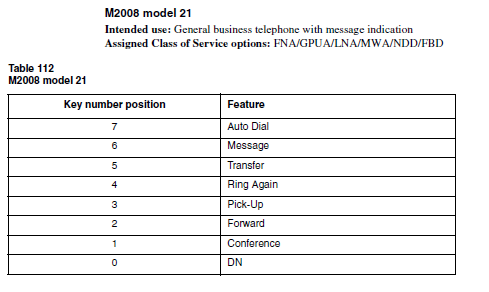 M2008 model 21
Intended use: General business telephone with message indication
Assigned Class of Service options: FNA/GPUA/LNA/MWA/NDD/FBD
Table 112
M2008 model 21
Key number position Feature
7 Auto Dial
6 Message
5 Transfer
4 Ring Again
3 Pick-Up
2 Forward
1 Conference
0 DN